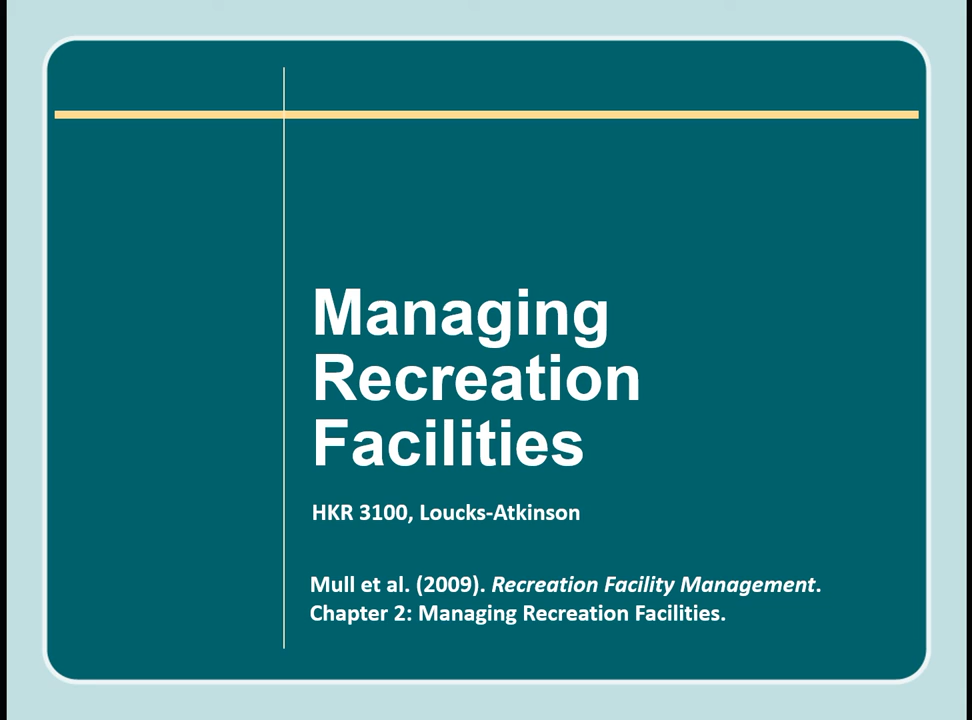 Managing
Recreation
Facilities
HKR 3100, Loucks-Atkinson
Mull et al. (2009). Recreation Facility Management.
Chapter 2: Managing Recreation Facilities.